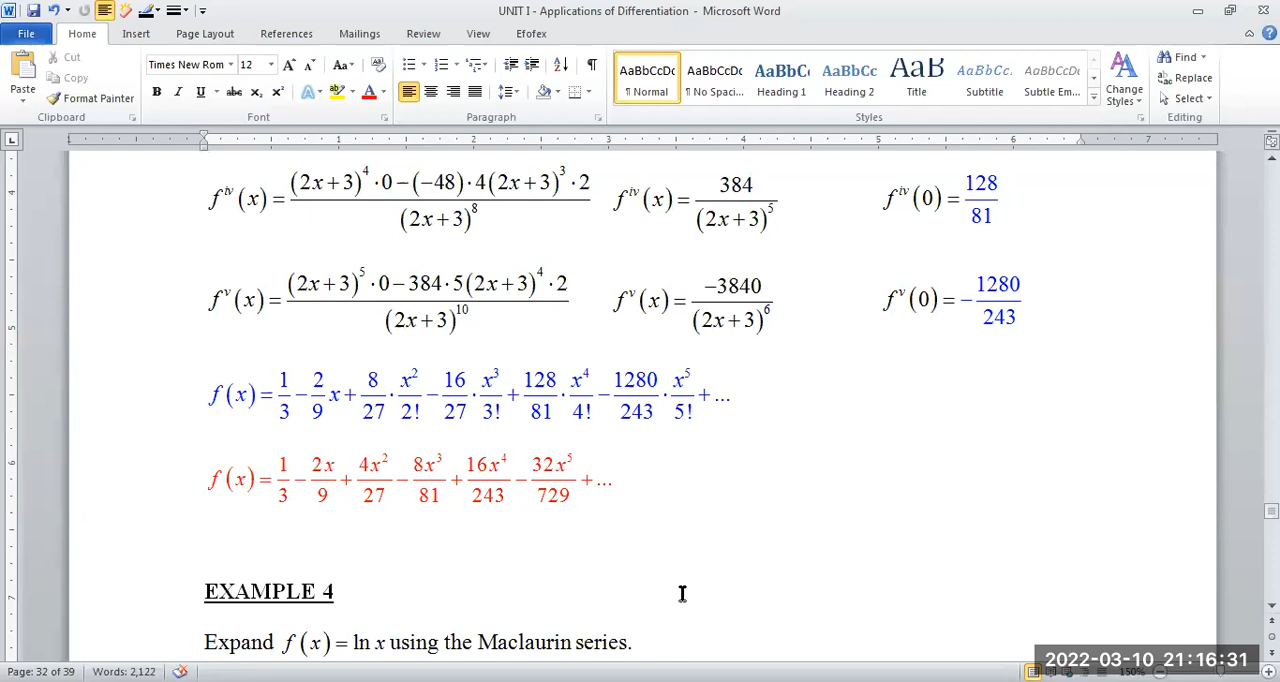 UNIT I - Applications of Differentiation - Microsoft Word
File Home Insert Page Layout References Mailings Review View Efofex
Paste
Cut
Copy
Format Painter
Clipboard
Times New Rom 12
Font
Paragraph
AaBbCcDc AaBbCcDc AaBbC AaBbCc AaB AaBbCc. AaBbCcDc
¶ Normal ¶ No Spaci... Heading 1 Heading 2 Title Subtitle Subtle Em...
Styles
Change Styles
Find
Replace
Select
Editing
1 2 3 4 5 6 7
f^{iv}(x) = ((2x+3)^4 · 0 − (−48) · 4(2x+3)^3 · 2)/(2x+3)^8 f^{iv}(x) = 384/(2x+3)^5 f^{iv}(0) = 128/81
f^{v}(x) = ((2x+3)^5 · 0 − 384 · 5(2x+3)^4 · 2)/(2x+3)^{10} f^{v}(x) = −3840/(2x+3)^6 f^{v}(0) = −1280/243
f(x) = 1/3 − 2/9 x + 8/27 · x^2/2! − 16/27 · x^3/3! + 128/81 · x^4/4! − 1280/243 · x^5/5! + ...
f(x) = 1/3 − 2x/9 + 4x^2/27 − 8x^3/81 + 16x^4/243 − 32x^5/729 + ...
EXAMPLE 4
Expand f(x) = ln x using the Maclaurin series.
Page: 32 of 39 Words: 2,122 150%
2022-03-10 21:16:31